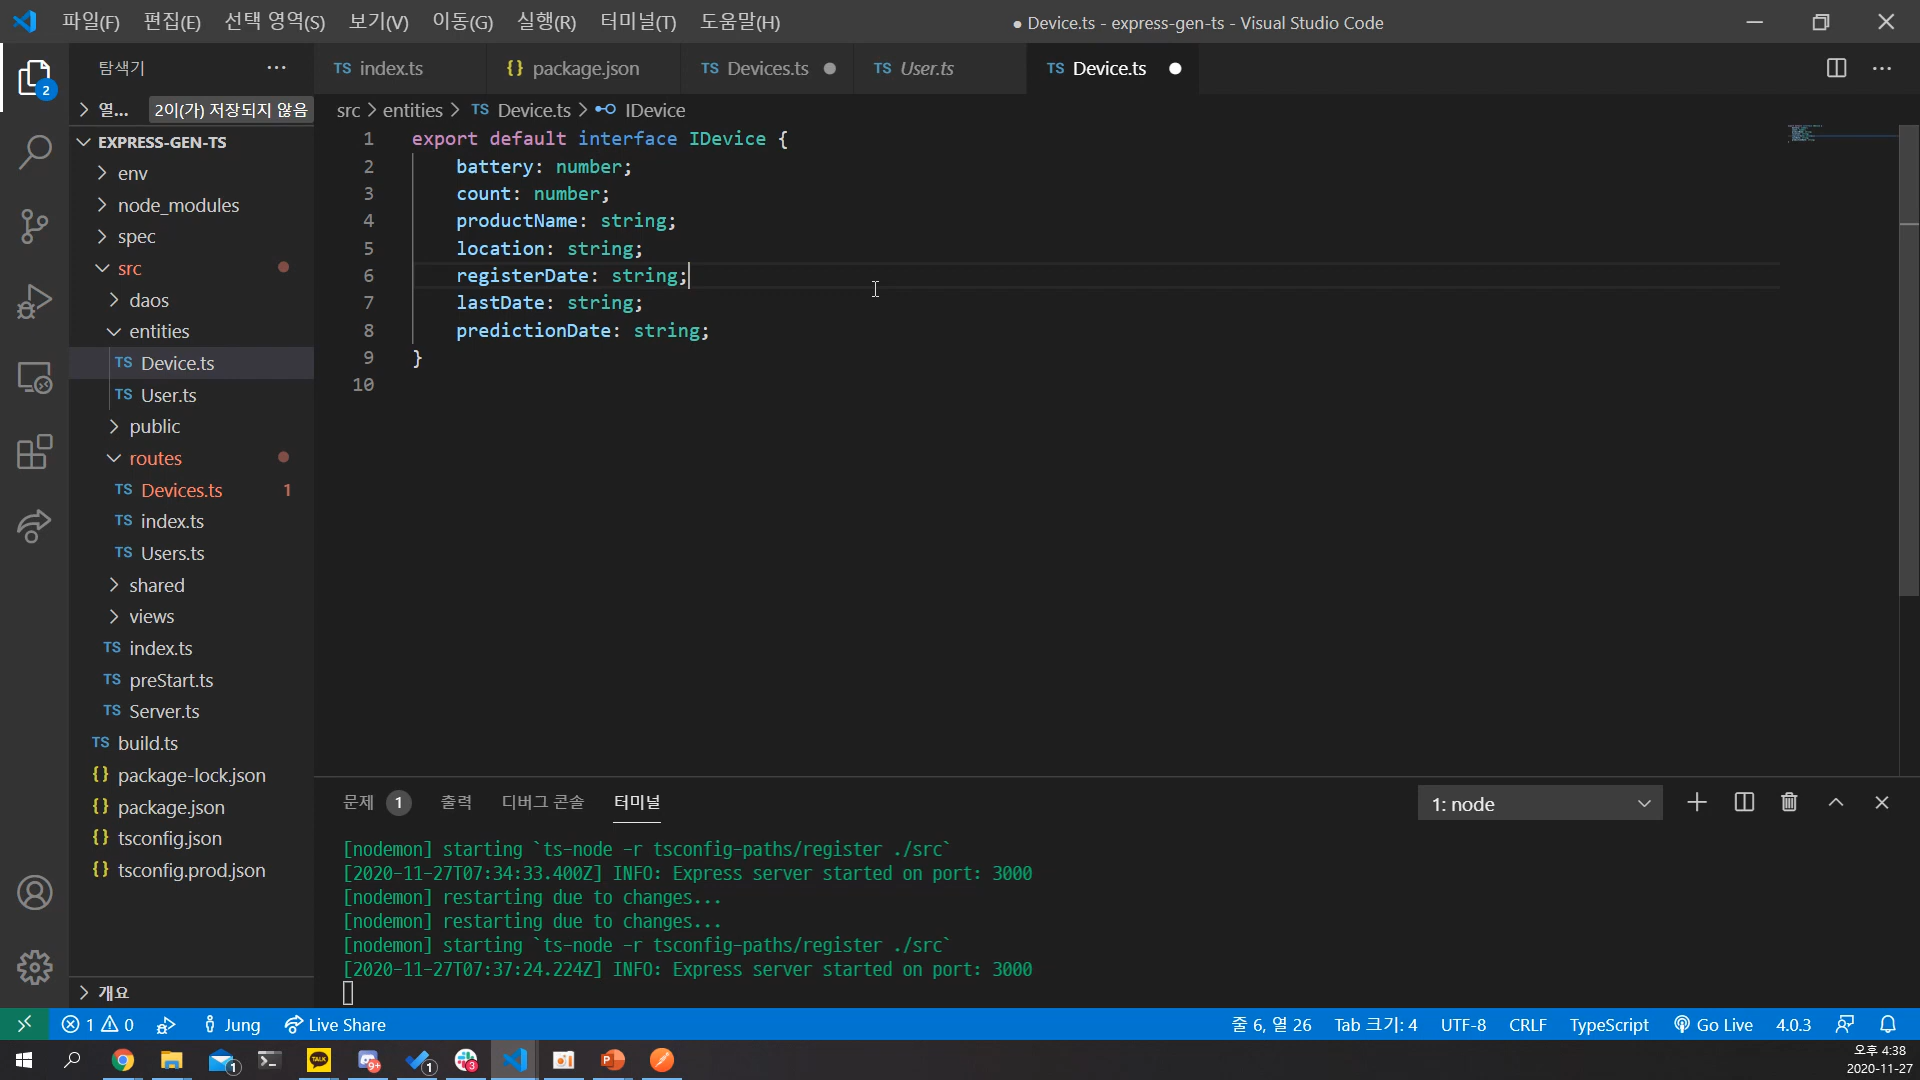 파일(F) 편집(E) 선택 영역(S) 보기(V) 이동(G) 실행(R) 터미널(T) 도움말(H)
● Device.ts - express-gen-ts - Visual Studio Code
탐색기
TS index.ts
{} package.json
TS Devices.ts
TS User.ts
TS Device.ts
2
열...
2이(가) 저장되지 않음
src > entities > TS Device.ts > IDevice
EXPRESS-GEN-TS
env
node_modules
spec
src
daos
entities
TS Device.ts
TS User.ts
public
routes
TS Devices.ts 1
TS index.ts
TS Users.ts
shared
views
TS index.ts
TS preStart.ts
TS Server.ts
TS build.ts
{} package-lock.json
{} package.json
{} tsconfig.json
{} tsconfig.prod.json
개요
1 export default interface IDevice {
2 battery: number;
3 count: number;
4 productName: string;
5 location: string;
6 registerDate: string;
7 lastDate: string;
8 predictionDate: string;
9 }
10
문제 1 출력 디버그 콘솔 터미널
1: node
[nodemon] starting `ts-node -r tsconfig-paths/register ./src`
[2020-11-27T07:34:33.400Z] INFO: Express server started on port: 3000
[nodemon] restarting due to changes...
[nodemon] restarting due to changes...
[nodemon] starting `ts-node -r tsconfig-paths/register ./src`
[2020-11-27T07:37:24.224Z] INFO: Express server started on port: 3000
1 0 Jung Live Share
줄 6, 열 26 Tab 크기: 4 UTF-8 CRLF TypeScript Go Live 4.0.3
1
TALK
9+
1
3
오후 4:38
2020-11-27